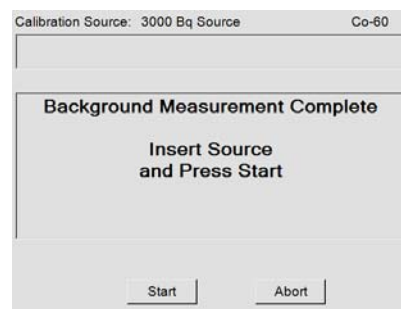 Calibration Source: 3000 Bq Source Co-60
Background Measurement Complete
Insert Source
and Press Start
Start Abort